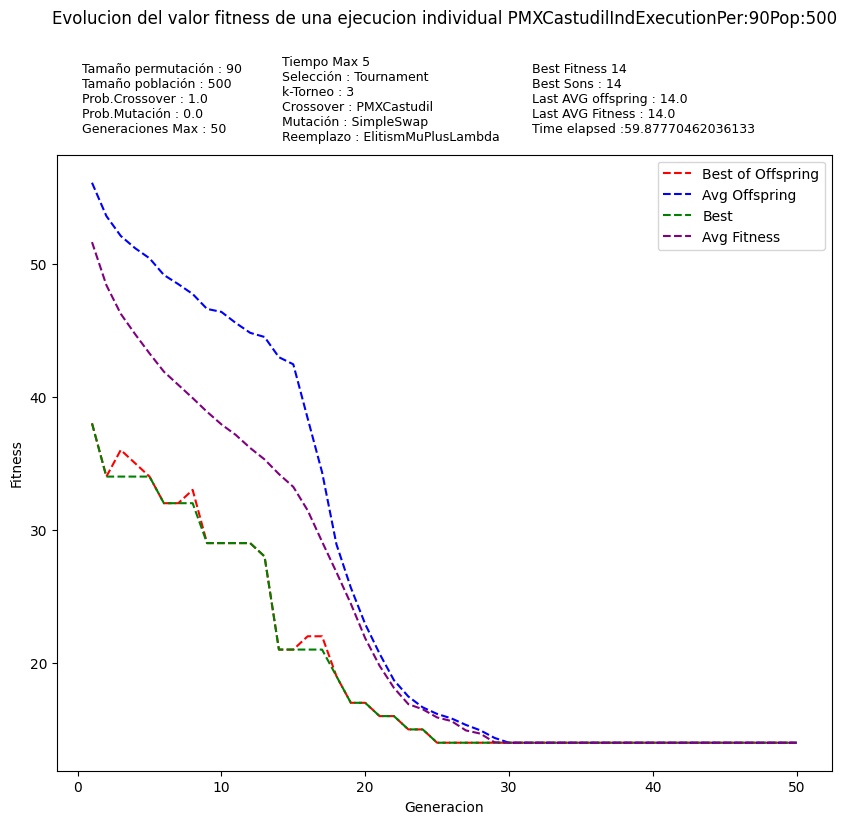 Evolucion del valor fitness de una ejecucion individual PMXCastudilIndExecutionPer:90Pop:500
Tamaño permutación : 90
Tamaño población : 500
Prob.Crossover : 1.0
Prob.Mutación : 0.0
Generaciones Max : 50
Tiempo Max 5
Selección : Tournament
k-Torneo : 3
Crossover : PMXCastudil
Mutación : SimpleSwap
Reemplazo : ElitismMuPlusLambda
Best Fitness 14
Best Sons : 14
Last AVG offspring : 14.0
Last AVG Fitness : 14.0
Time elapsed :59.87770462036133
Best of Offspring
Avg Offspring
Best
Avg Fitness
Fitness
50
40
30
20
0 10 20 30 40 50
Generacion